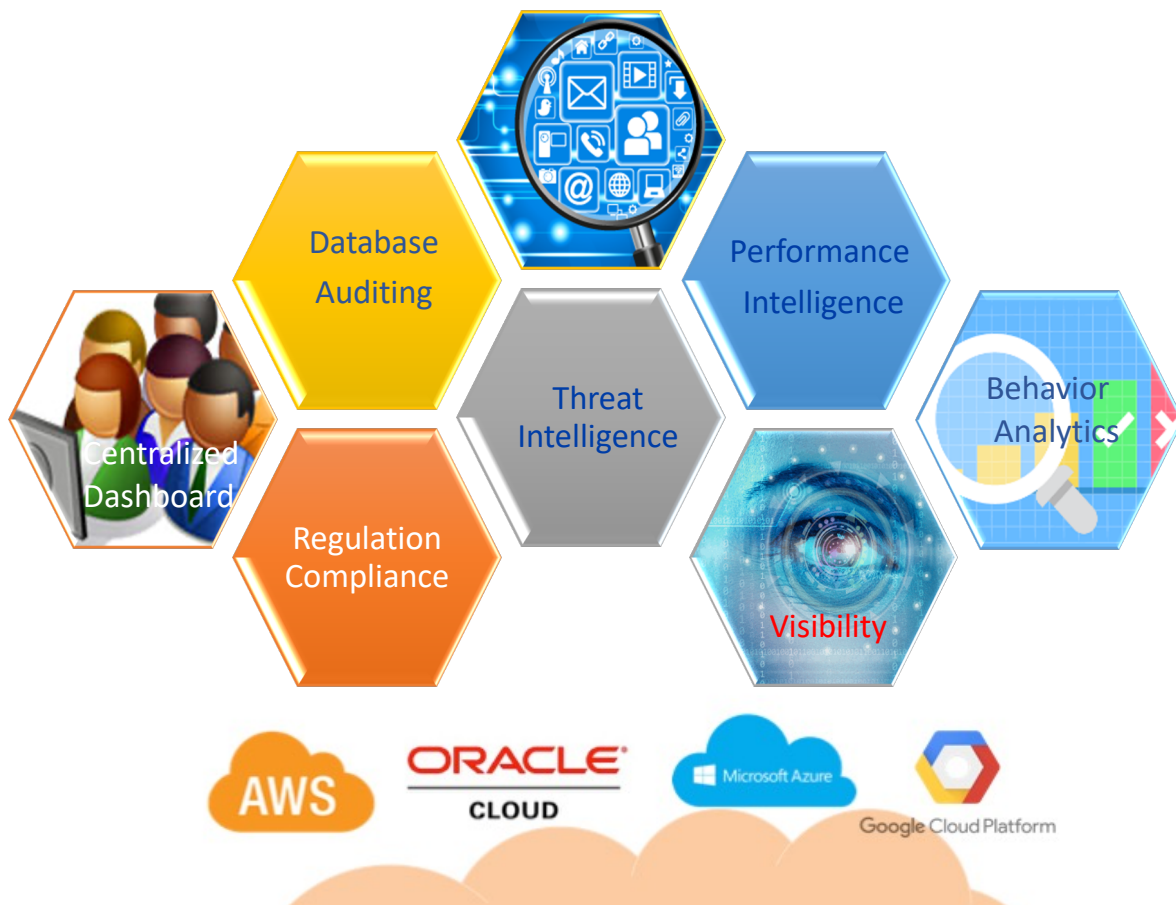 Database
Auditing
Performance
Intelligence
Threat
Intelligence
Behavior
Analytics
Centralized
Dashboard
Regulation
Compliance
Visibility
AWS
ORACLE®
CLOUD
Microsoft Azure
Google Cloud Platform